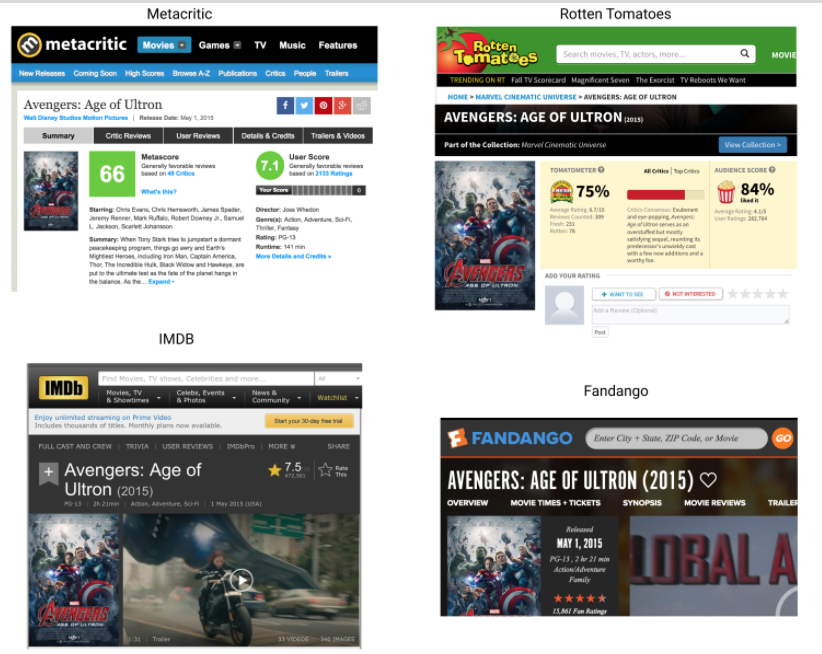 Metacritic
metacritic
Movies Games TV Music Features
New Releases Coming Soon High Scores Browse A-Z Publications Critics People Trailers
Avengers: Age of Ultron
Walt Disney Studios Motion Pictures | Release Date: May 1, 2015
Summary Critic Reviews User Reviews Details & Credits Trailers & Videos
66
Metascore
Generally favorable reviews
based on 49 Critics
What's this?
7.1
User Score
Generally favorable reviews
based on 2133 Ratings
Your Score 0
Starring: Chris Evans, Chris Hemsworth, James Spader,
Jeremy Renner, Mark Ruffalo, Robert Downey Jr., Samuel
L. Jackson, Scarlett Johansson
Summary: When Tony Stark tries to jumpstart a dormant
peacekeeping program, things go awry and Earth's
Mightiest Heroes, including Iron Man, Captain America,
Thor, The Incredible Hulk, Black Widow and Hawkeye, are
put to the ultimate test as the fate of the planet hangs in
the balance. As the... Expand
Director: Joss Whedon
Genre(s): Action, Adventure, Sci-Fi,
Thriller, Fantasy
Rating: PG-13
Runtime: 141 min
More Details and Credits »
AVENGERS
Rotten Tomatoes
Rotten
Tomatoes
Search movies, TV, actors, more...
MOVIE
TRENDING ON RT Fall TV Scorecard Magnificent Seven The Exorcist TV Reboots We Want
HOME > MARVEL CINEMATIC UNIVERSE > AVENGERS: AGE OF ULTRON
AVENGERS: AGE OF ULTRON (2015)
Part of the Collection: Marvel Cinematic Universe View Collection >
TOMATOMETER ?
All Critics | Top Critics
75%
Average Rating: 6.7/10
Reviews Counted: 309
Fresh: 231
Rotten: 78
Critics Consensus: Exuberant
and eye-popping, Avengers:
Age of Ultron serves as an
overstuffed but mostly
satisfying sequel, reuniting its
predecessor's unwieldy cast
with a few new additions and a
worthy foe.
AUDIENCE SCORE ?
84%
liked it
Average Rating: 4.1/5
User Ratings: 282,764
AVENGERS
AGE OF ULTRON
ADD YOUR RATING
+ WANT TO SEE NOT INTERESTED
Add a Review (Optional)
Post
IMDB
IMDb
Find Movies, TV shows, Celebrities and more...
All
Movies, TV
& Showtimes
Celebs, Events
& Photos
News &
Community
Watchlist
Enjoy unlimited streaming on Prime Video
Includes thousands of titles. Monthly plans now available.
Start your 30-day free trial
FULL CAST AND CREW | TRIVIA | USER REVIEWS | IMDbPro | MORE SHARE
+ Avengers: Age of
Ultron (2015)
7.5
472,351
Rate
This
PG-13 | 2h 21min | Action, Adventure, Sci-Fi | 1 May 2015 (USA)
AVENGERS
AGE OF ULTRON
1:31 | Trailer
33 VIDEOS | 340 IMAGES
Fandango
FANDANGO
Enter City + State, ZIP Code, or Movie
GO
AVENGERS: AGE OF ULTRON (2015)
OVERVIEW MOVIE TIMES + TICKETS SYNOPSIS MOVIE REVIEWS TRAILER
Released
MAY 1, 2015
PG-13 , 2 hr 21 min
Action/Adventure
Family
15,861 Fan Ratings
AVENGERS
LOBAL A